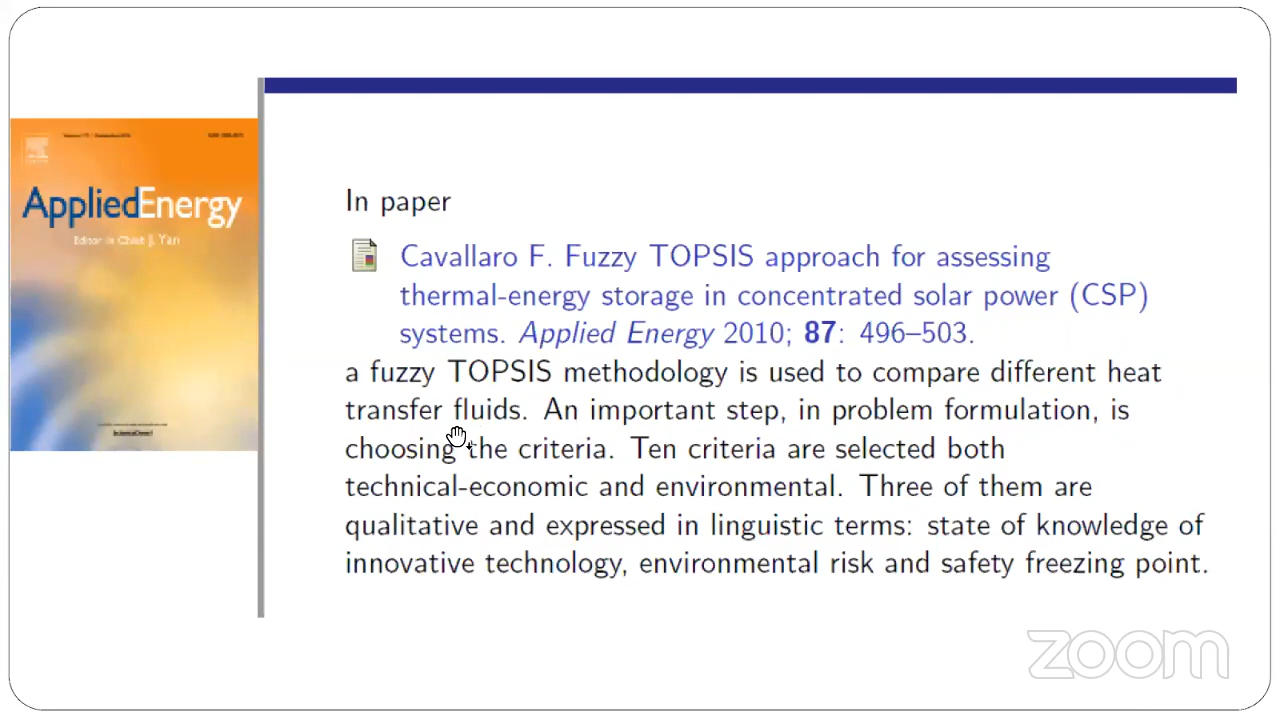 AppliedEnergy
Editor in Chief J. Yan
In paper
Cavallaro F. Fuzzy TOPSIS approach for assessing
thermal-energy storage in concentrated solar power (CSP)
systems. Applied Energy 2010; 87: 496–503.
a fuzzy TOPSIS methodology is used to compare different heat
transfer fluids. An important step, in problem formulation, is
choosing the criteria. Ten criteria are selected both
technical-economic and environmental. Three of them are
qualitative and expressed in linguistic terms: state of knowledge of
innovative technology, environmental risk and safety freezing point.
zoom